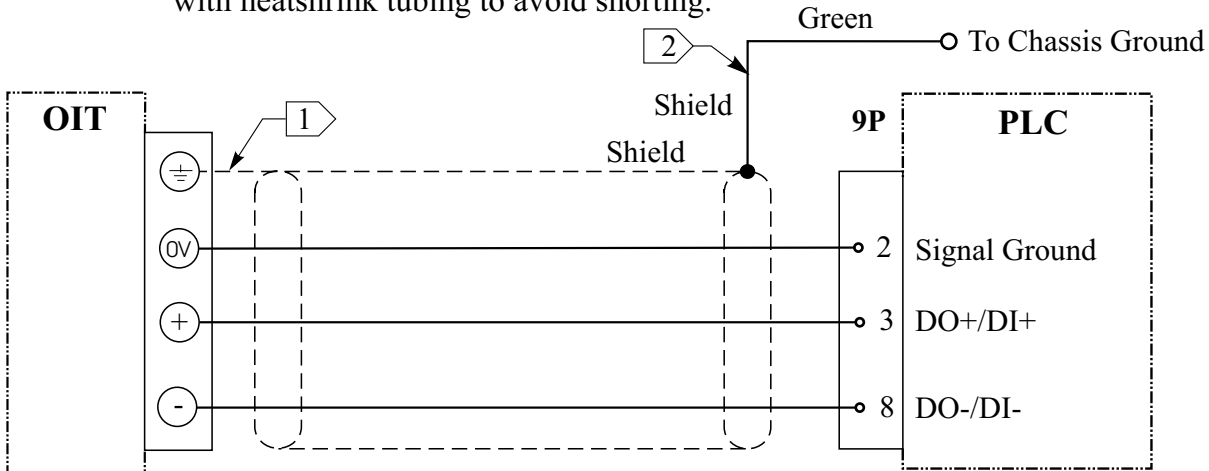 with heatshrink tubing to avoid shorting.
Green
2
To Chassis Ground
OIT
1
Shield
9P
PLC
Shield
0V
2 Signal Ground
+
3 DO+/DI+
-
8 DO-/DI-